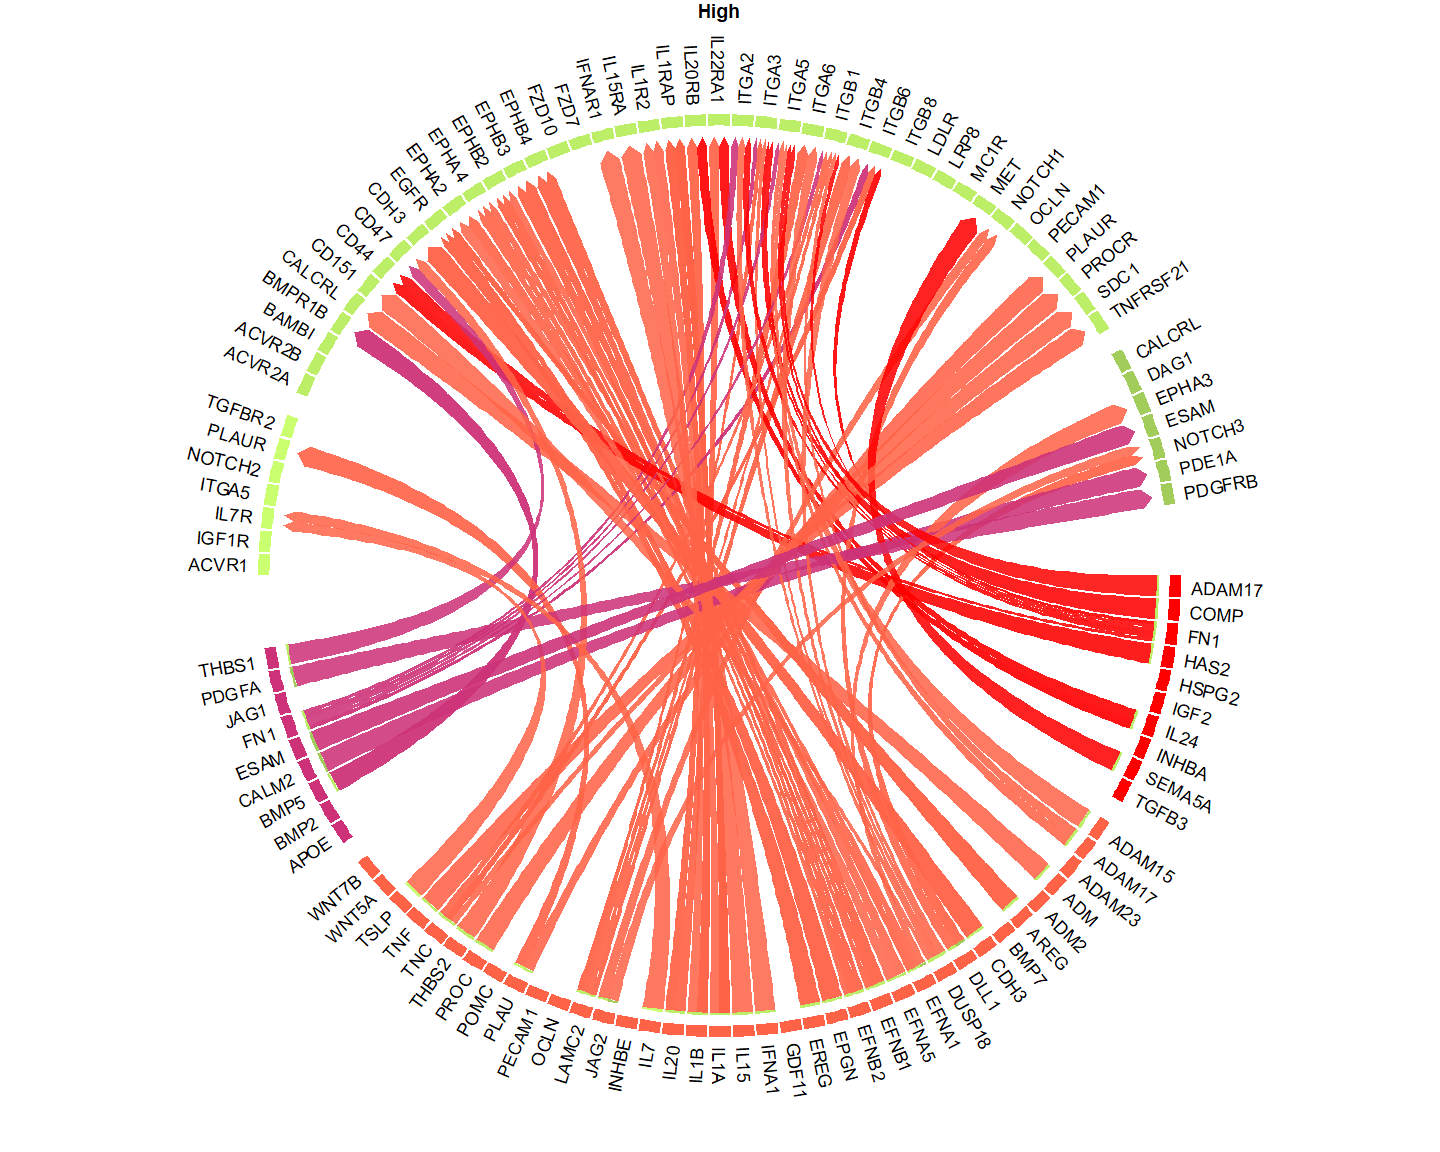 High
ACVR2A
ACVR2B
BAMBI
BMPR1B
CALCRL
CD151
CD44
CD47
CDH3
EGFR
EPHA2
EPHA4
EPHB2
EPHB3
EPHB4
FZD10
FZD7
IFNAR1
IL15RA
IL1R2
IL1RAP
IL20RB
IL22RA1
ITGA2
ITGA3
ITGA5
ITGA6
ITGB1
ITGB4
ITGB6
ITGB8
LDLR
LRP8
MC1R
MET
NOTCH1
OCLN
PECAM1
PLAUR
PROCR
SDC1
TNFRSF21
CALCRL
DAG1
EPHA3
ESAM
NOTCH3
PDE1A
PDGFRB
ADAM17
COMP
FN1
HAS2
HSPG2
IGF2
IL24
INHBA
SEMA5A
TGFB3
ADAM15
ADAM17
ADAM23
ADM
ADM2
AREG
BMP7
CDH3
DLL1
DUSP18
EFNA1
EFNA5
EFNB1
EFNB2
EPGN
EREG
GDF11
IFNA1
IL15
IL1A
IL1B
IL20
IL7
INHBE
JAG2
LAMC2
OCLN
PECAM1
PLAU
POMC
PROC
THBS2
TNC
TNF
TSLP
WNT5A
WNT7B
APOE
BMP2
BMP5
CALM2
ESAM
FN1
JAG1
PDGFA
THBS1
ACVR1
IGF1R
IL7R
ITGA5
NOTCH2
PLAUR
TGFBR2